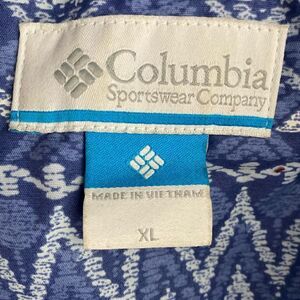 Columbia
Sportswear Company
MADE IN VIETNAM
XL